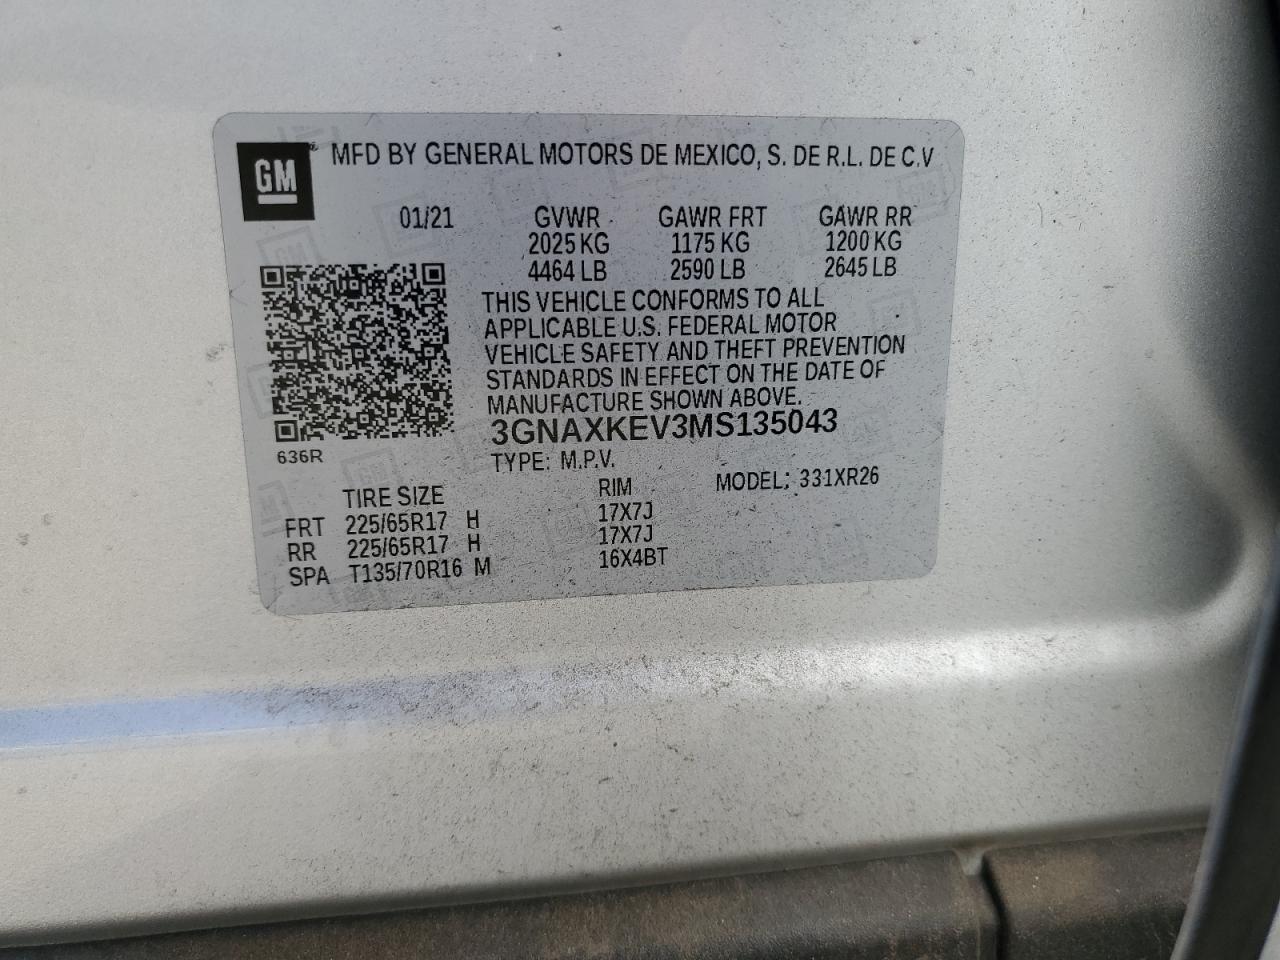 GM ® MFD BY GENERAL MOTORS DE MEXICO, S. DE R.L. DE C.V
01/21 GVWR GAWR FRT GAWR RR
2025 KG 1175 KG 1200 KG
4464 LB 2590 LB 2645 LB
THIS VEHICLE CONFORMS TO ALL
APPLICABLE U.S. FEDERAL MOTOR
VEHICLE SAFETY AND THEFT PREVENTION
STANDARDS IN EFFECT ON THE DATE OF
MANUFACTURE SHOWN ABOVE.
3GNAXKEV3MS135043
636R
TYPE: M.P.V. MODEL: 331XR26
TIRE SIZE RIM
FRT 225/65R17 H 17X7J
RR 225/65R17 H 17X7J
SPA T135/70R16 M 16X4BT